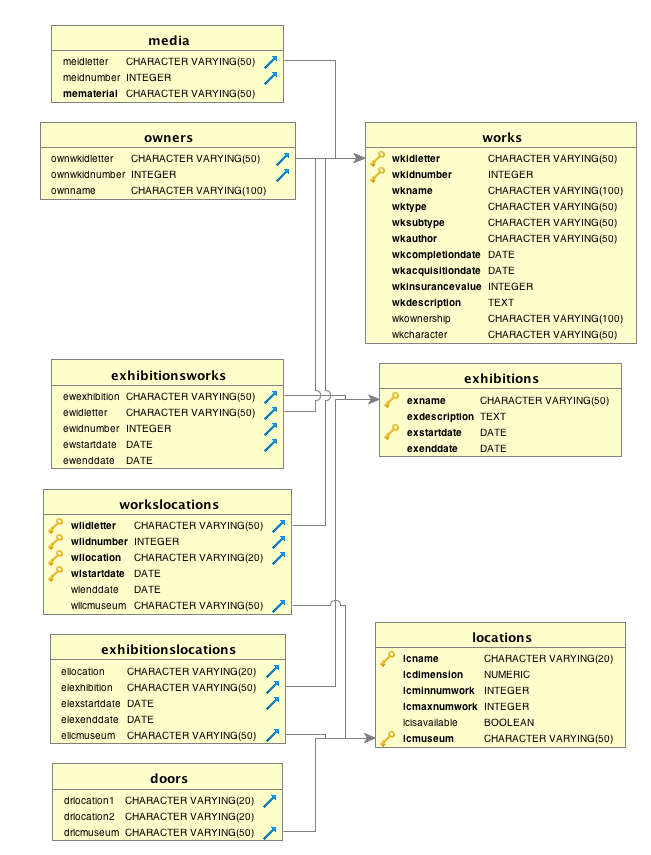 media
meidletter CHARACTER VARYING(50)
meidnumber INTEGER
mematerial CHARACTER VARYING(50)
owners
ownwkidletter CHARACTER VARYING(50)
ownwkidnumber INTEGER
ownname CHARACTER VARYING(100)
works
wkidletter CHARACTER VARYING(50)
wkidnumber INTEGER
wkname CHARACTER VARYING(100)
wktype CHARACTER VARYING(50)
wksubtype CHARACTER VARYING(50)
wkauthor CHARACTER VARYING(50)
wkcompletiondate DATE
wkacquisitiondate DATE
wkinsurancevalue INTEGER
wkdescription TEXT
wkownership CHARACTER VARYING(100)
wkcharacter CHARACTER VARYING(50)
exhibitionsworks
ewexhibition CHARACTER VARYING(50)
ewidletter CHARACTER VARYING(50)
ewidnumber INTEGER
ewstartdate DATE
ewenddate DATE
exhibitions
exname CHARACTER VARYING(50)
exdescription TEXT
exstartdate DATE
exenddate DATE
workslocations
wlidletter CHARACTER VARYING(50)
wlidnumber INTEGER
wllocation CHARACTER VARYING(20)
wlstartdate DATE
wlenddate DATE
wllcmuseum CHARACTER VARYING(50)
exhibitionslocations
ellocation CHARACTER VARYING(20)
elexhibition CHARACTER VARYING(50)
elexstartdate DATE
elexenddate DATE
ellcmuseum CHARACTER VARYING(50)
locations
lcname CHARACTER VARYING(20)
lcdimension NUMERIC
lcminnumwork INTEGER
lcmaxnumwork INTEGER
lcisavailable BOOLEAN
lcmuseum CHARACTER VARYING(50)
doors
drlocation1 CHARACTER VARYING(20)
drlocation2 CHARACTER VARYING(20)
drlcmuseum CHARACTER VARYING(50)